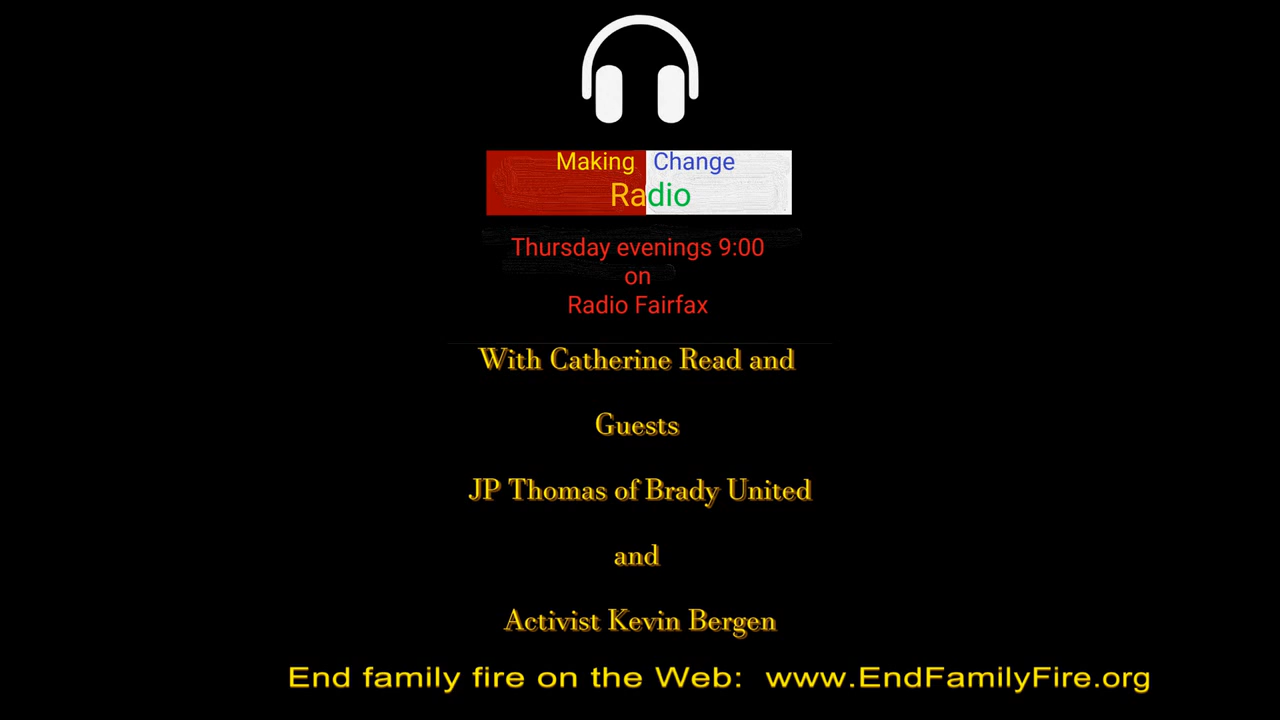 Making Change
Radio
Thursday evenings 9:00
on
Radio Fairfax
With Catherine Read and
Guests
JP Thomas of Brady United
and
Activist Kevin Bergen
End family fire on the Web: www.EndFamilyFire.org